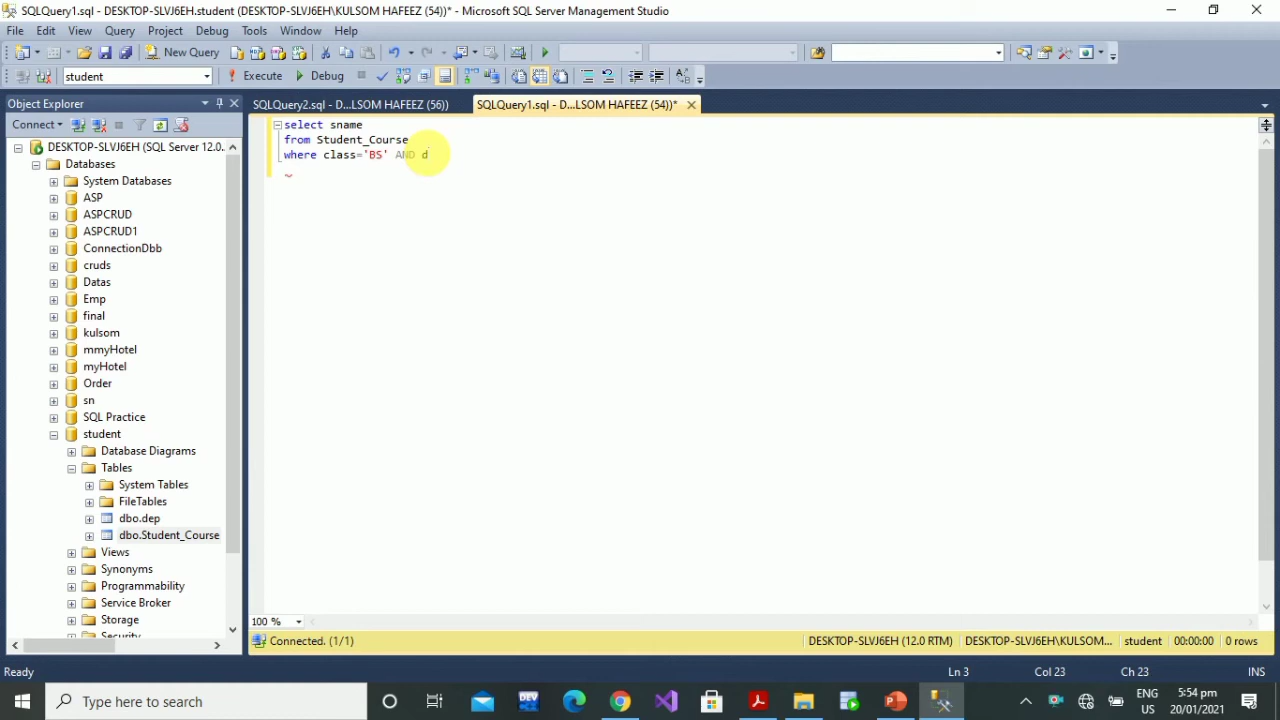 SQLQuery1.sql - DESKTOP-SLVJ6EH.student (DESKTOP-SLVJ6EH\KULSOM HAFEEZ (54))* - Microsoft SQL Server Management Studio
File Edit View Query Project Debug Tools Window Help
New Query
student Execute Debug
Object Explorer
SQLQuery2.sql - D...LSOM HAFEEZ (56)) SQLQuery1.sql - D...LSOM HAFEEZ (54))*
Connect
select sname
from Student_Course
where class='BS' AND d
DESKTOP-SLVJ6EH (SQL Server 12.0.
Databases
System Databases
ASP
ASPCRUD
ASPCRUD1
ConnectionDbb
cruds
Datas
Emp
final
kulsom
mmyHotel
myHotel
Order
sn
SQL Practice
student
Database Diagrams
Tables
System Tables
FileTables
dbo.dep
dbo.Student_Course
Views
Synonyms
Programmability
Service Broker
Storage
Security
100 %
Connected. (1/1) DESKTOP-SLVJ6EH (12.0 RTM) DESKTOP-SLVJ6EH\KULSOM... student 00:00:00 0 rows
Ready Ln 3 Col 23 Ch 23 INS
Type here to search
DEV
ENG
US
5:54 pm
20/01/2021